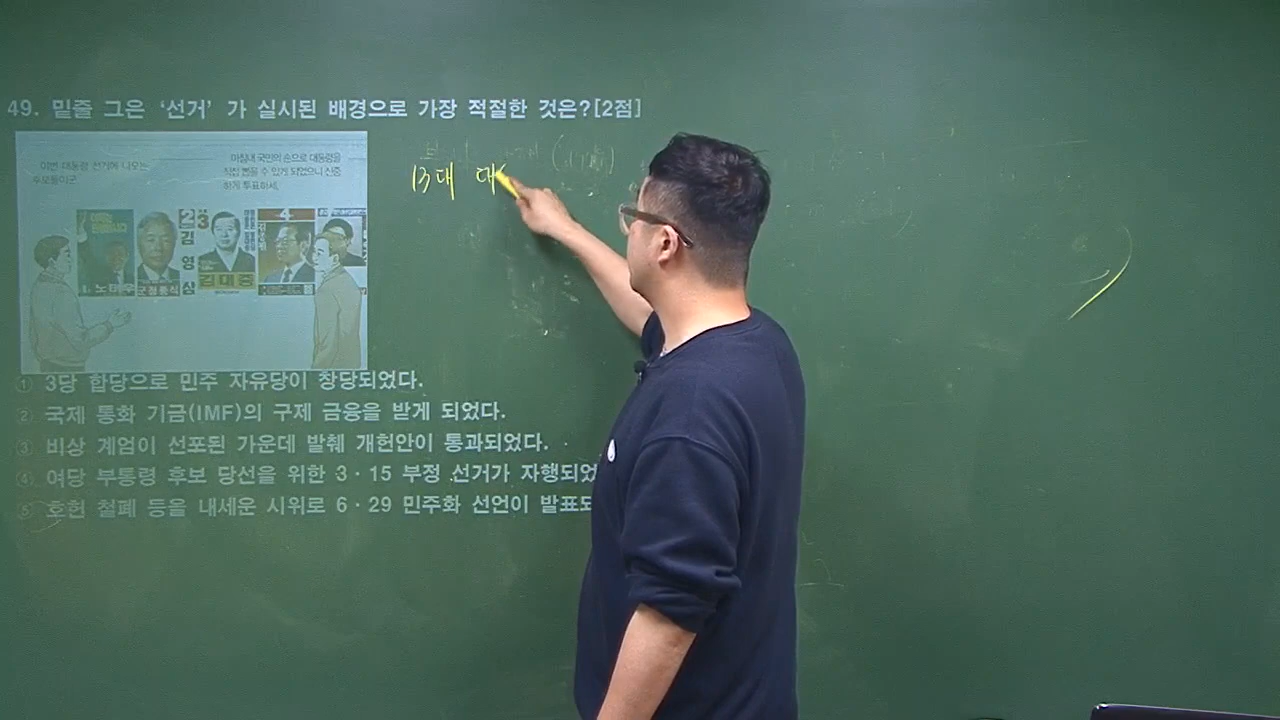 49. 밑줄 그은 '선거' 가 실시된 배경으로 가장 적절한 것은?[2점]
이번 대통령 선거에 나오는
후보들이군.
마침내 국민의 손으로 대통령을
직접 뽑을 수 있게 되었으니 신중
하게 투표하세.
13대 대
노태우
2 김영삼
3
김대중
4
① 3당 합당으로 민주 자유당이 창당되었다.
② 국제 통화 기금(IMF)의 구제 금융을 받게 되었다.
③ 비상 계엄이 선포된 가운데 발췌 개헌안이 통과되었다.
④ 여당 부통령 후보 당선을 위한 3·15 부정 선거가 자행되었
⑤ 호헌 철폐 등을 내세운 시위로 6·29 민주화 선언이 발표되